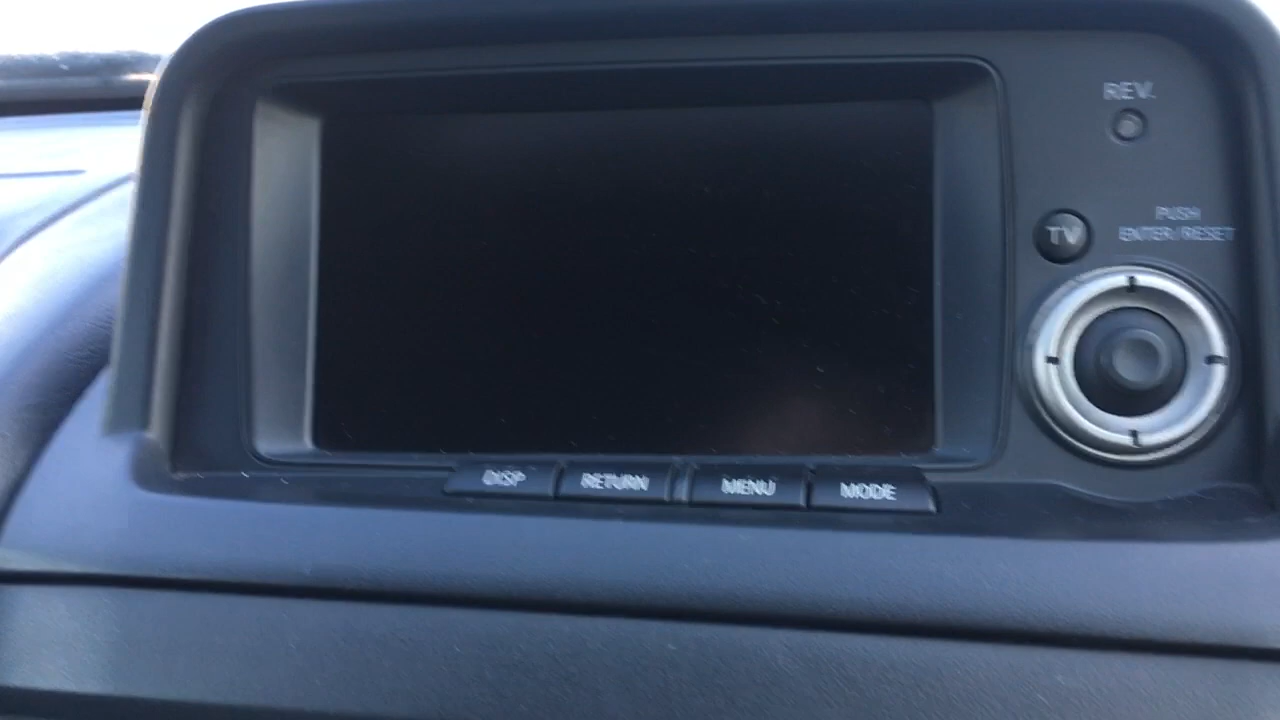 REV.
TV
PUSH
ENTER/RESET
DISP
RETURN
MENU
MODE